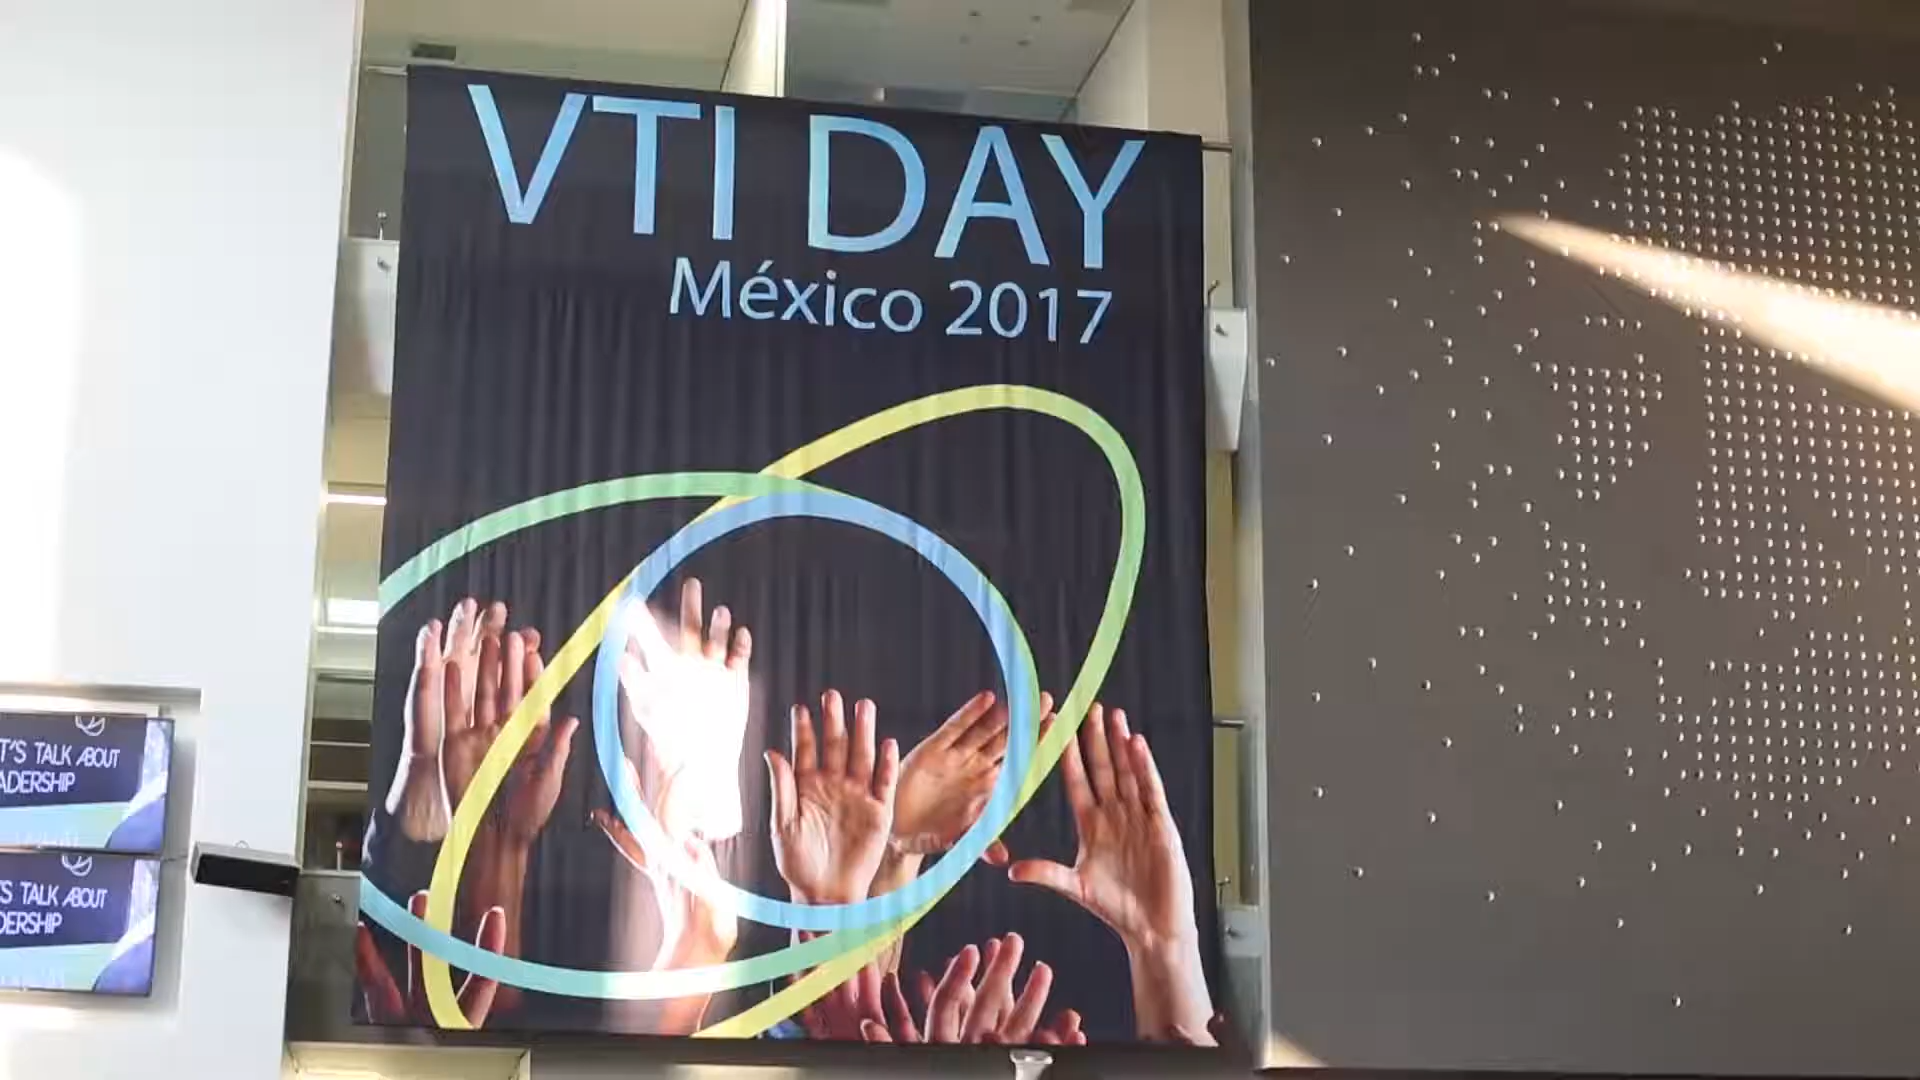 VTI DAY
México 2017
T'S TALK ABOUT
ADERSHIP
S TALK ABOUT
DERSHIP